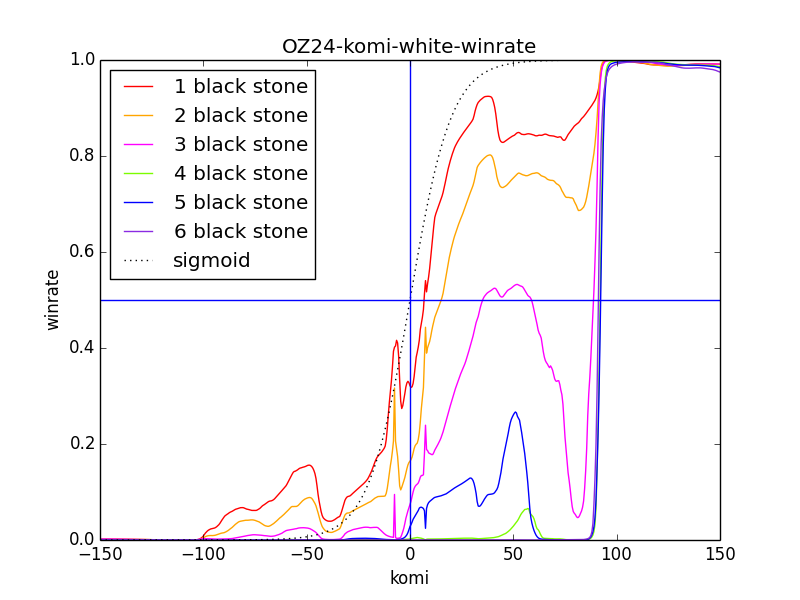 OZ24-komi-white-winrate
1.0
0.8
0.6
0.4
0.2
0.0
winrate
1 black stone
2 black stone
3 black stone
4 black stone
5 black stone
6 black stone
sigmoid
−150 −100 −50 0 50 100 150
komi